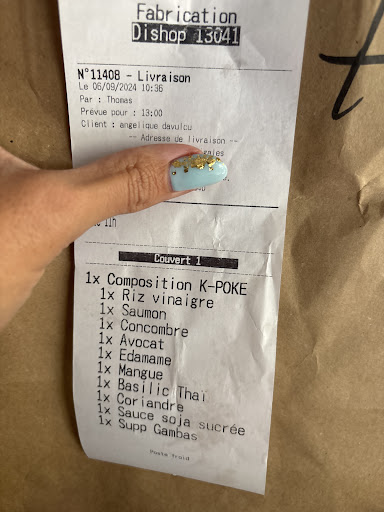 Fabrication
Dishop 13041
N°11408 - Livraison
Le 06/09/2024 10:36
Par : Thomas
Prévue pour : 13:00
Client : angelique davulcu
-- Adresse de livraison --
11h
Couvert 1
1x Composition K-POKE
1x Riz vinaigre
1x Saumon
1x Concombre
1x Avocat
1x Edamame
1x Mangue
1x Basilic Thaï
1x Coriandre
1x Sauce soja sucrée
1x Supp Gambas
Poste froid